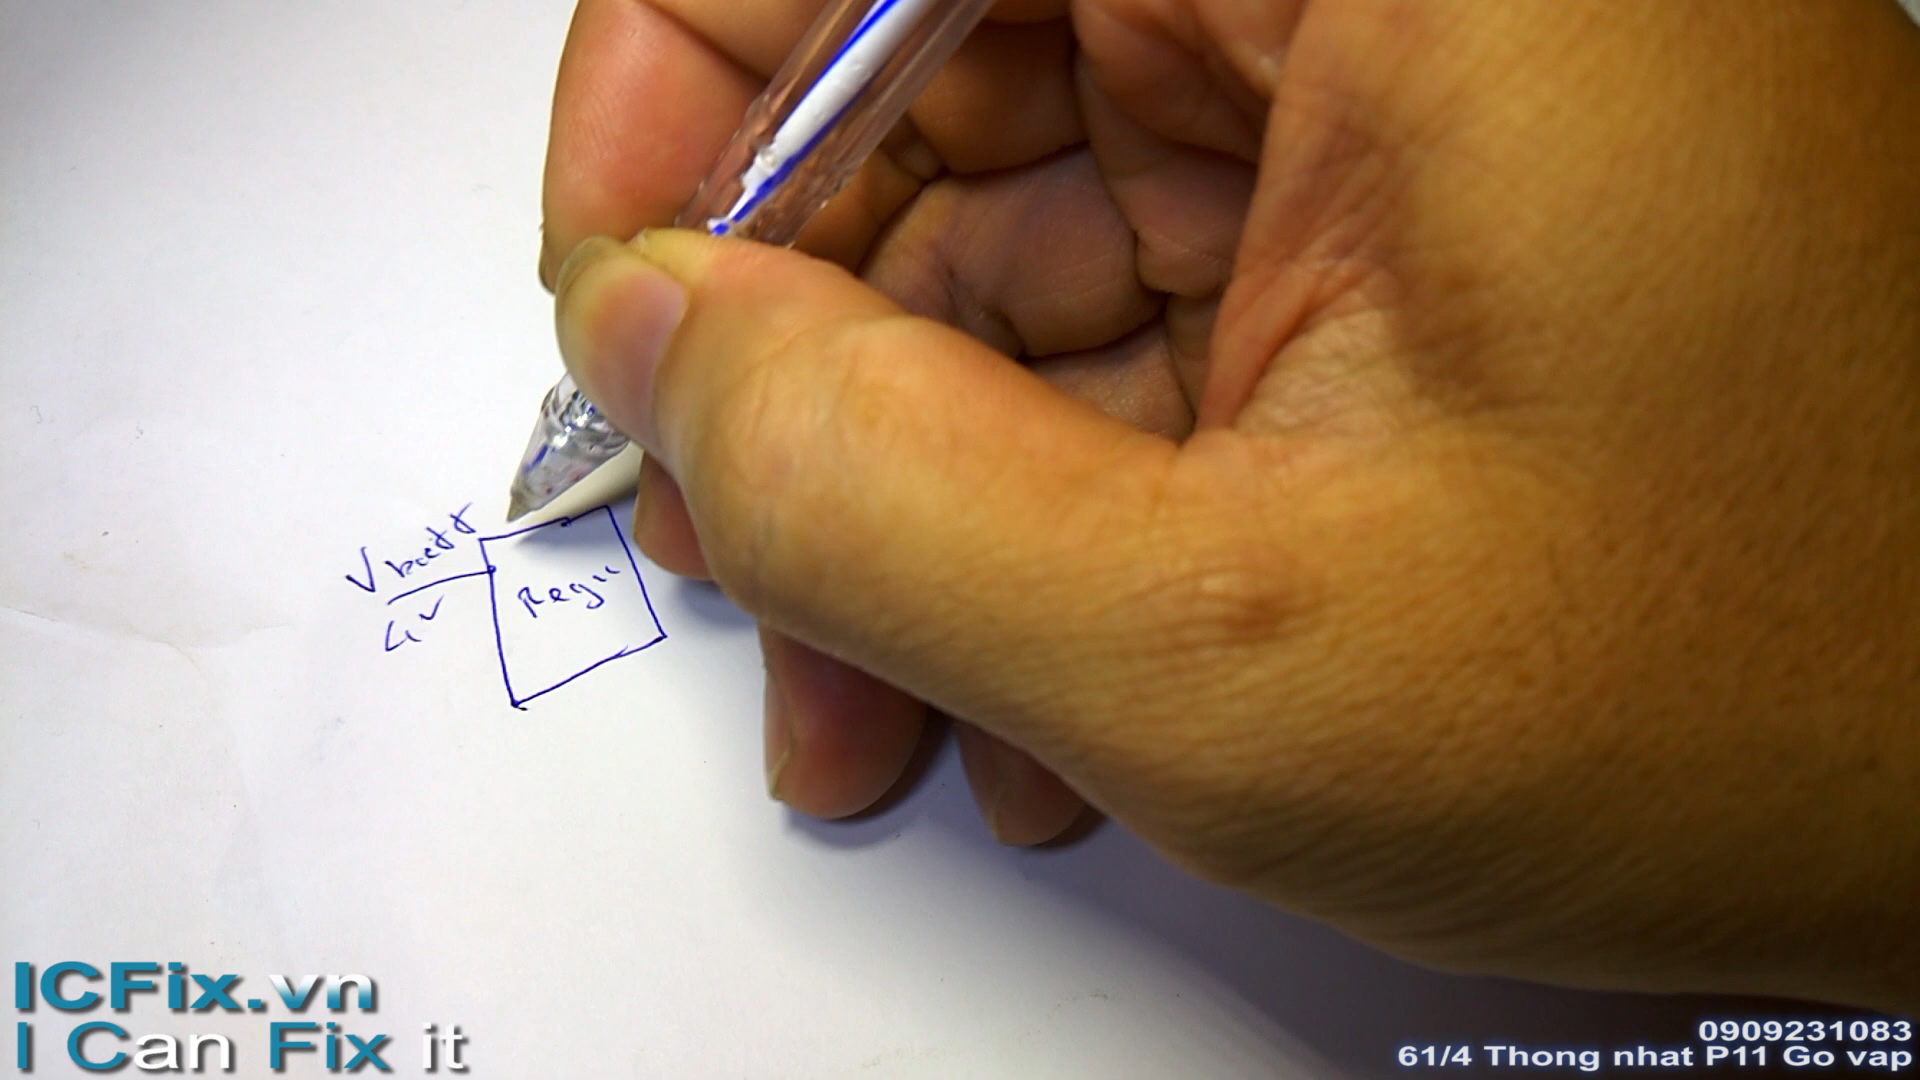 Vbatt
4V
Regu
ICFix.vn
I Can Fix it
0909231083
61/4 Thong nhat P11 Go vap